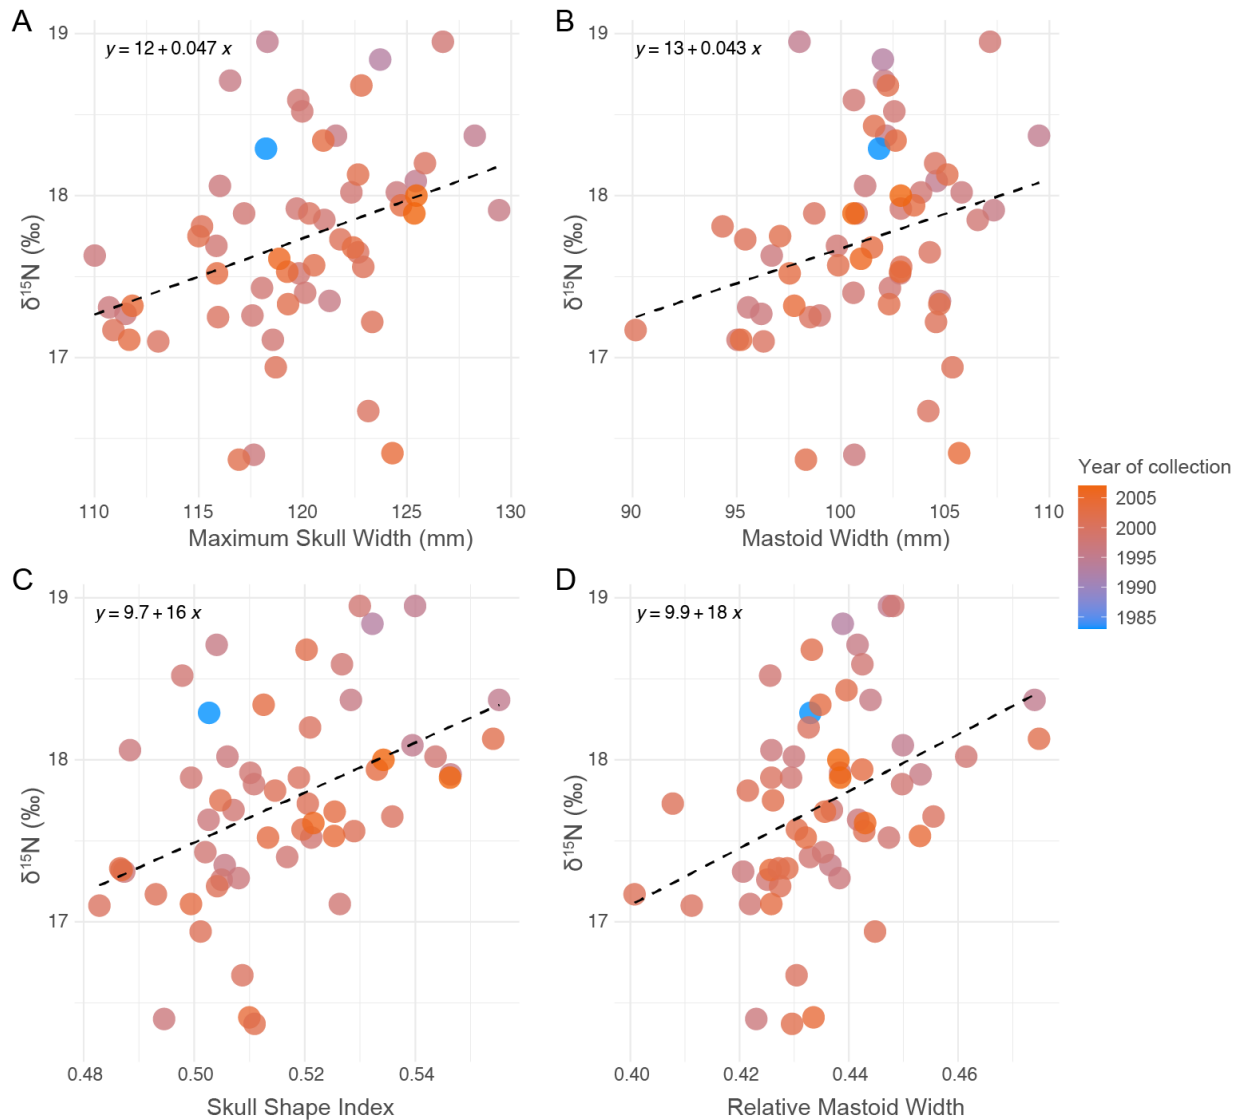 A
y = 12 + 0.047 x
19
18
17
δ¹⁵N (‰)
110 115 120 125 130
Maximum Skull Width (mm)
B
y = 13 + 0.043 x
19
18
17
δ¹⁵N (‰)
90 95 100 105 110
Mastoid Width (mm)
Year of collection
2005
2000
1995
1990
1985
C
y = 9.7 + 16 x
19
18
17
δ¹⁵N (‰)
0.48 0.50 0.52 0.54
Skull Shape Index
D
y = 9.9 + 18 x
19
18
17
δ¹⁵N (‰)
0.40 0.42 0.44 0.46
Relative Mastoid Width